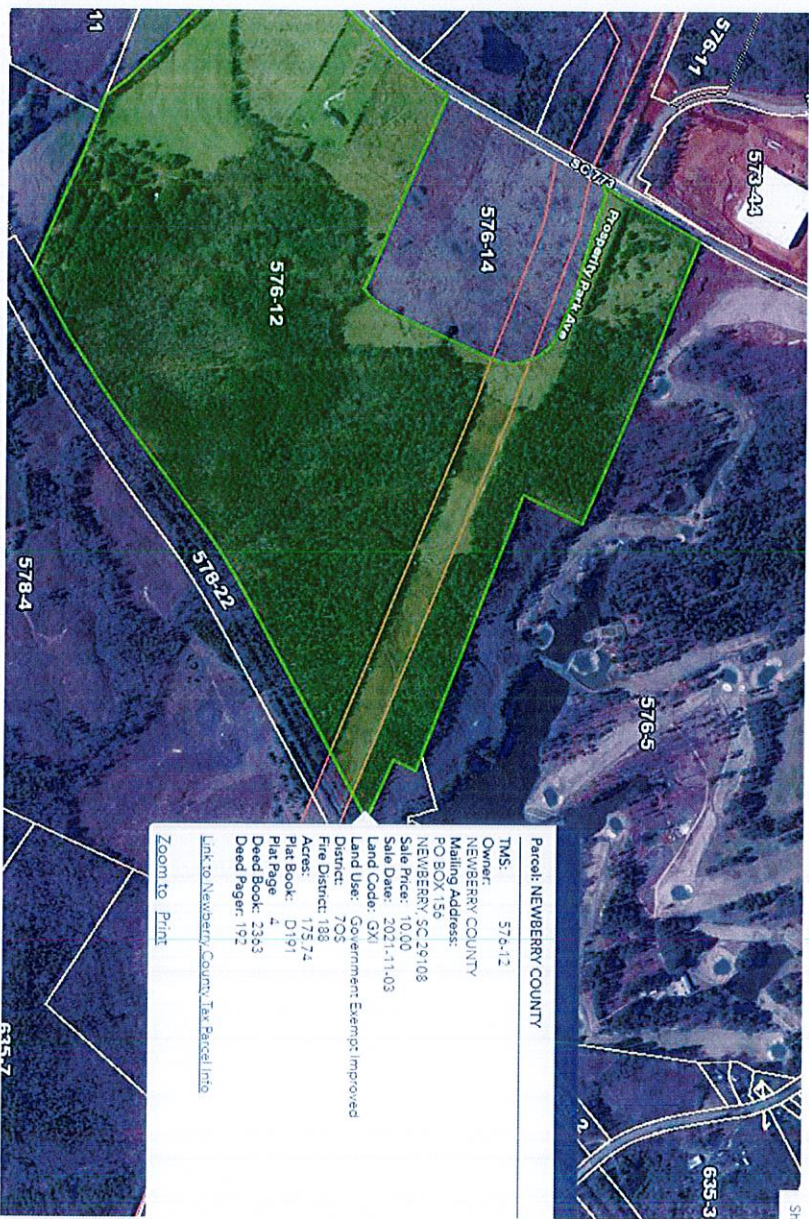 Sh
11
576-11
573-44
SC 773
Prosperity Park Ave
576-14
576-12
576-5
578-22
578-4
635-3
2
635-7
Parcel: NEWBERRY COUNTY
TMS: 576-12
Owner:
NEWBERRY COUNTY
Mailing Address:
PO BOX 156
NEWBERRY, SC 29108
Sale Price: 10.00
Sale Date: 2021-11-03
Land Code: GXI
Land Use: Government Exempt Improved
District: 7OS
Fire District: 188
Acres: 175.74
Plat Book: D191
Plat Page 4
Deed Book: 2363
Deed Pager: 192
Link to Newberry County Tax Parcel Info
Zoom to Print